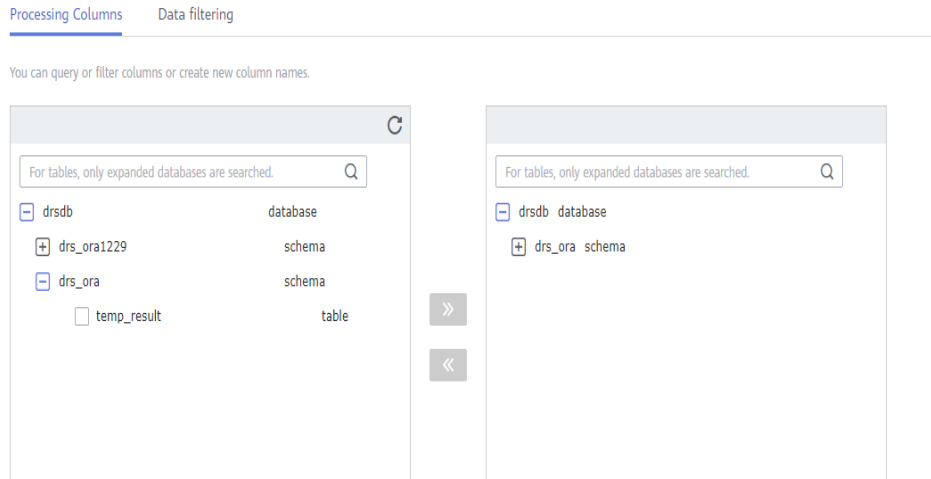 Processing Columns Data filtering
You can query or filter columns or create new column names.
For tables, only expanded databases are searched.
drsdb database
drs_ora1229 schema
drs_ora schema
temp_result table
For tables, only expanded databases are searched.
drsdb database
drs_ora schema